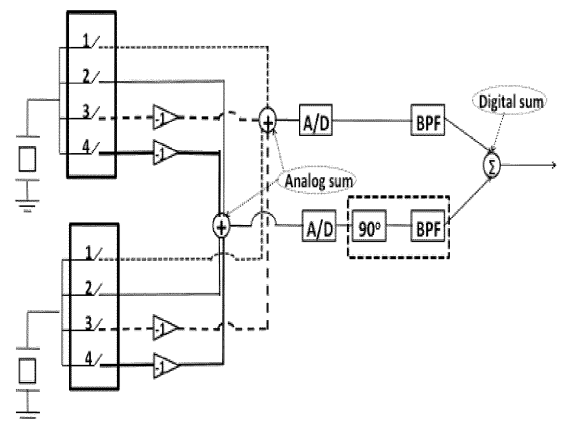 1
2
3
-1
4
-1
+
A/D
BPF
Digital sum
Σ
Analog sum
+
A/D
90°
BPF
1
2
3
-1
4
-1